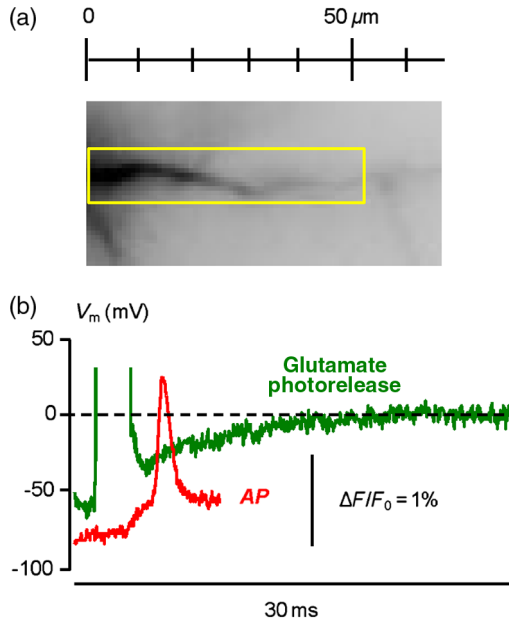 (a)
0 50 μm
(b)
Vm (mV)
50
Glutamate
photorelease
0
-50
AP
ΔF/F0 = 1%
-100
30 ms